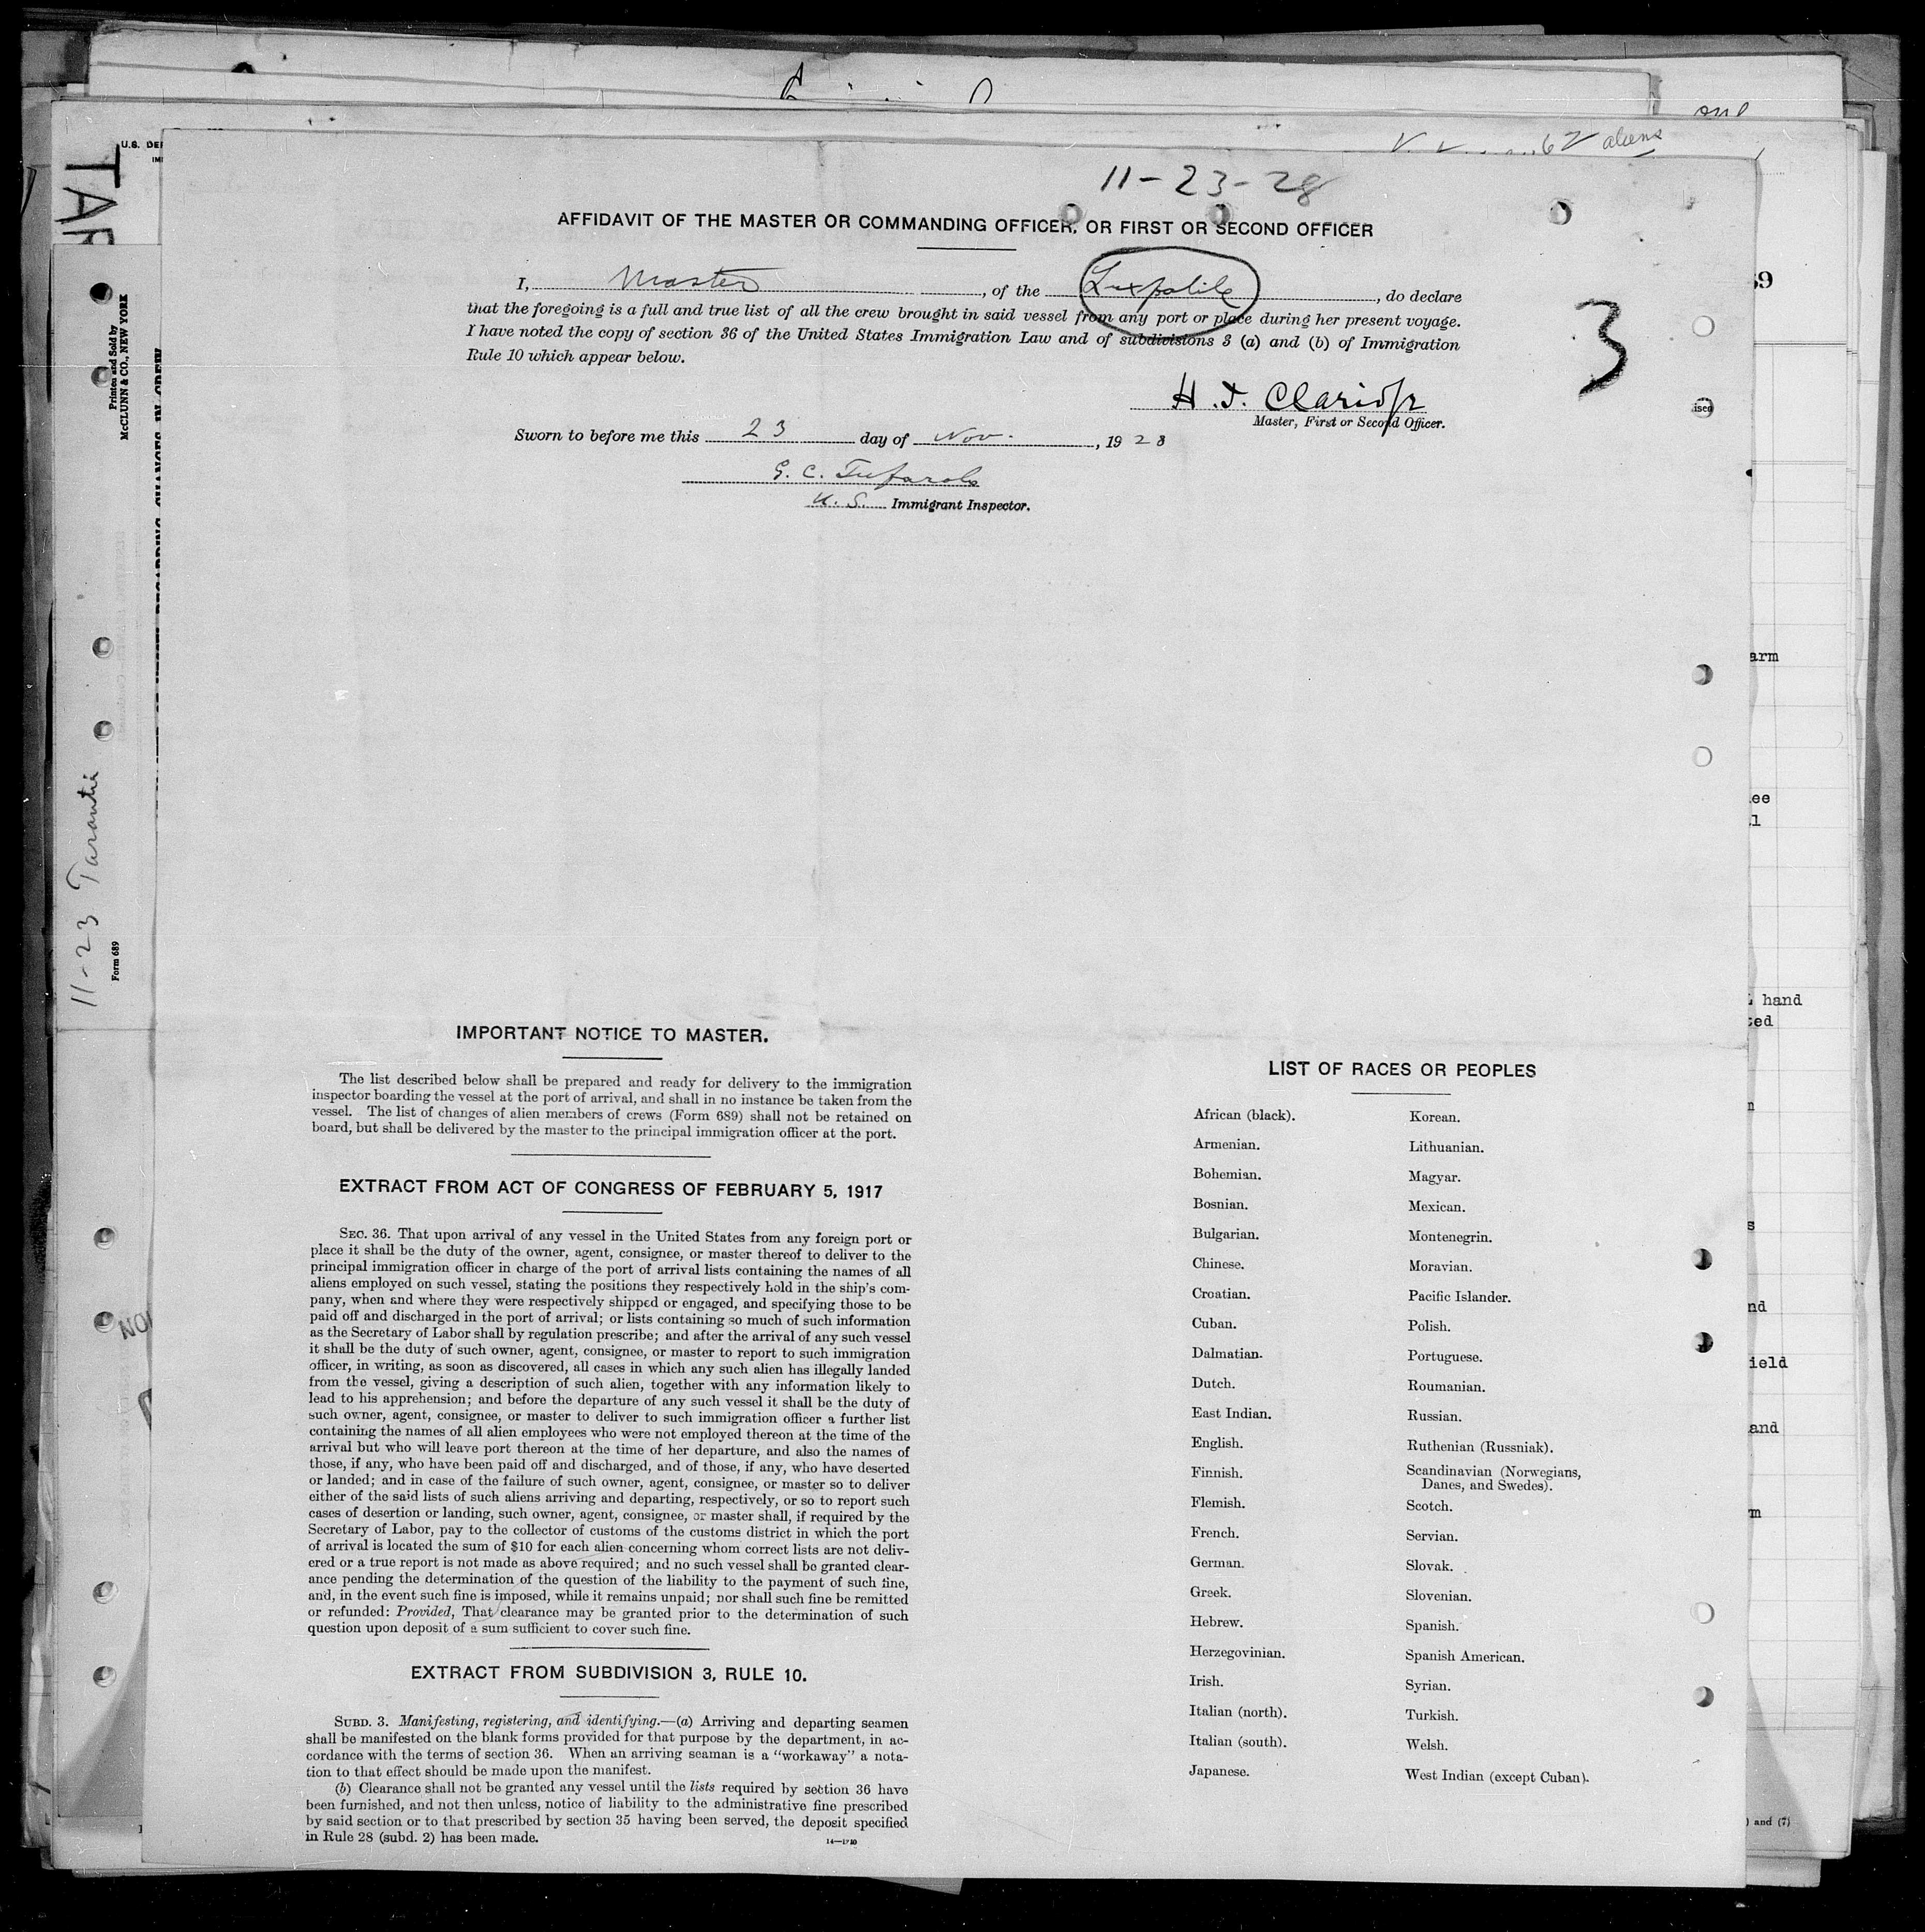 U.S. DE
TAR
62 aliens
11-23-28
AFFIDAVIT OF THE MASTER OR COMMANDING OFFICER, OR FIRST OR SECOND OFFICER
I, Master, of the , do declare
that the foregoing is a full and true list of all the crew brought in said vessel from any port or place during her present voyage.
I have noted the copy of section 36 of the United States Immigration Law and of subdivisions 3 (a) and (b) of Immigration
Rule 10 which appear below.
3
H. Clarid
Master, First or Second Officer.
Sworn to before me this 23 day of Nov., 1928
G. C. Tufarolo
U. S. Immigrant Inspector.
Printed and Sold by
McCLUNN & CO., NEW YORK
11-23 Tarantia
Form 689
IMPORTANT NOTICE TO MASTER.
The list described below shall be prepared and ready for delivery to the immigration
inspector boarding the vessel at the port of arrival, and shall in no instance be taken from the
vessel. The list of changes of alien members of crews (Form 689) shall not be retained on
board, but shall be delivered by the master to the principal immigration officer at the port.
EXTRACT FROM ACT OF CONGRESS OF FEBRUARY 5, 1917
SEC. 36. That upon arrival of any vessel in the United States from any foreign port or
place it shall be the duty of the owner, agent, consignee, or master thereof to deliver to the
principal immigration officer in charge of the port of arrival lists containing the names of all
aliens employed on such vessel, stating the positions they respectively hold in the ship's com-
pany, when and where they were respectively shipped or engaged, and specifying those to be
paid off and discharged in the port of arrival; or lists containing so much of such information
as the Secretary of Labor shall by regulation prescribe; and after the arrival of any such vessel
it shall be the duty of such owner, agent, consignee, or master to report to such immigration
officer, in writing, as soon as discovered, all cases in which any such alien has illegally landed
from the vessel, giving a description of such alien, together with any information likely to
lead to his apprehension; and before the departure of any such vessel it shall be the duty of
such owner, agent, consignee, or master to deliver to such immigration officer a further list
containing the names of all alien employees who were not employed thereon at the time of the
arrival but who will leave port thereon at the time of her departure, and also the names of
those, if any, who have been paid off and discharged, and of those, if any, who have deserted
or landed; and in case of the failure of such owner, agent, consignee, or master so to deliver
either of the said lists of such aliens arriving and departing, respectively, or so to report such
cases of desertion or landing, such owner, agent, consignee, or master shall, if required by the
Secretary of Labor, pay to the collector of customs of the customs district in which the port
of arrival is located the sum of $10 for each alien concerning whom correct lists are not deliv-
ered or a true report is not made as above required; and no such vessel shall be granted clear-
ance pending the determination of the question of the liability to the payment of such fine,
and, in the event such fine is imposed, while it remains unpaid; nor shall such fine be remitted
or refunded: Provided, That clearance may be granted prior to the determination of such
question upon deposit of a sum sufficient to cover such fine.
EXTRACT FROM SUBDIVISION 3, RULE 10.
SUBD. 3. Manifesting, registering, and identifying.—(a) Arriving and departing seamen
shall be manifested on the blank forms provided for that purpose by the department, in ac-
cordance with the terms of section 36. When an arriving seaman is a "workaway" a nota-
tion to that effect should be made upon the manifest.
(b) Clearance shall not be granted any vessel until the lists required by section 36 have
been furnished, and not then unless, notice of liability to the administrative fine prescribed
by said section or to that prescribed by section 35 having been served, the deposit specified
in Rule 28 (subd. 2) has been made.
LIST OF RACES OR PEOPLES
African (black).
Armenian.
Bohemian.
Bosnian.
Bulgarian.
Chinese.
Croatian.
Cuban.
Dalmatian.
Dutch.
East Indian.
English.
Finnish.
Flemish.
French.
German.
Greek.
Hebrew.
Herzegovinian.
Irish.
Italian (north).
Italian (south).
Japanese.
Korean.
Lithuanian.
Magyar.
Mexican.
Montenegrin.
Moravian.
Pacific Islander.
Polish.
Portuguese.
Roumanian.
Russian.
Ruthenian (Russniak).
Scandinavian (Norwegians,
Danes, and Swedes).
Scotch.
Servian.
Slovak.
Slovenian.
Spanish.
Spanish American.
Syrian.
Turkish.
Welsh.
West Indian (except Cuban).
arm
hand
ield
and
and (7)